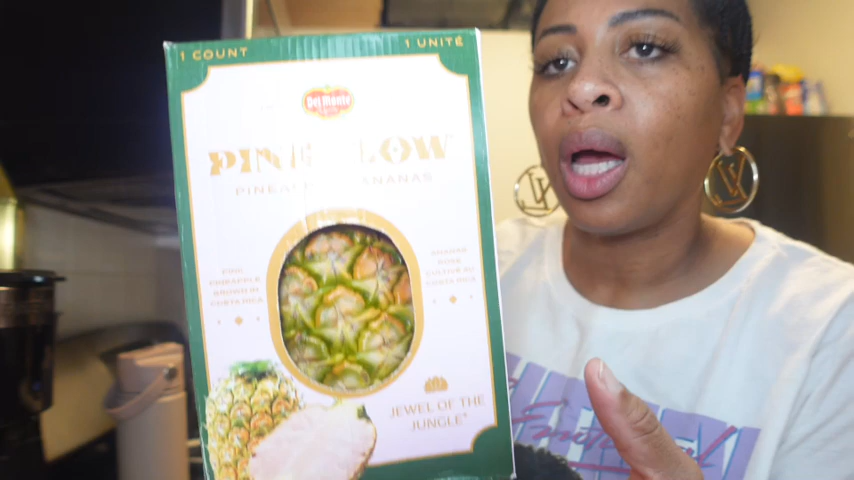 1 COUNT
1 UNITÉ
Del Monte
PINE LOW
PINEA ANANAS
PINK
PINEAPPLE
GROWN IN
COSTA RICA
ANANAS
ROSE
CULTIVÉ AU
COSTA RICA
JEWEL OF THE
JUNGLE